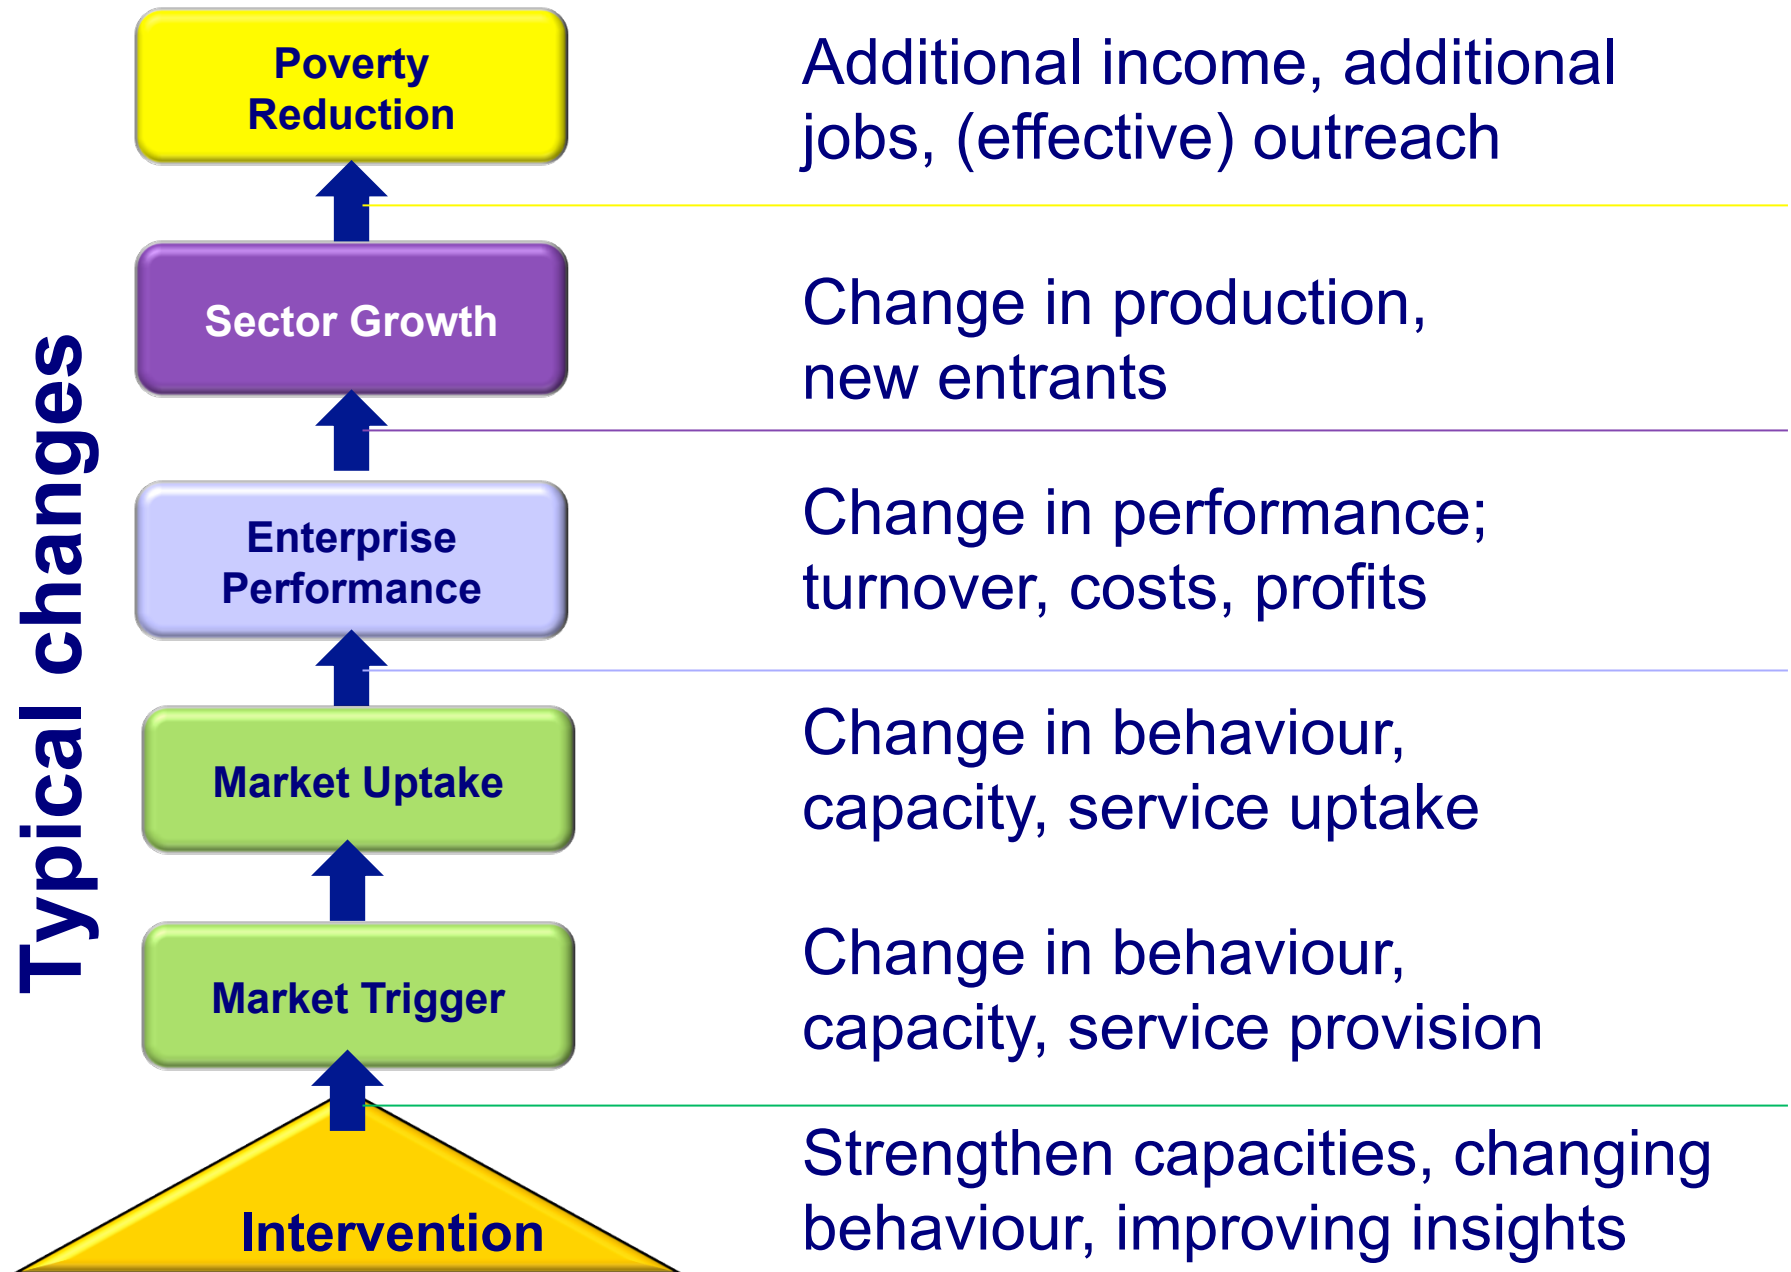 Typical changes
Poverty
Reduction
Additional income, additional
jobs, (effective) outreach
Sector Growth
Change in production,
new entrants
Enterprise
Performance
Change in performance;
turnover, costs, profits
Market Uptake
Change in behaviour,
capacity, service uptake
Market Trigger
Change in behaviour,
capacity, service provision
Intervention
Strengthen capacities, changing
behaviour, improving insights